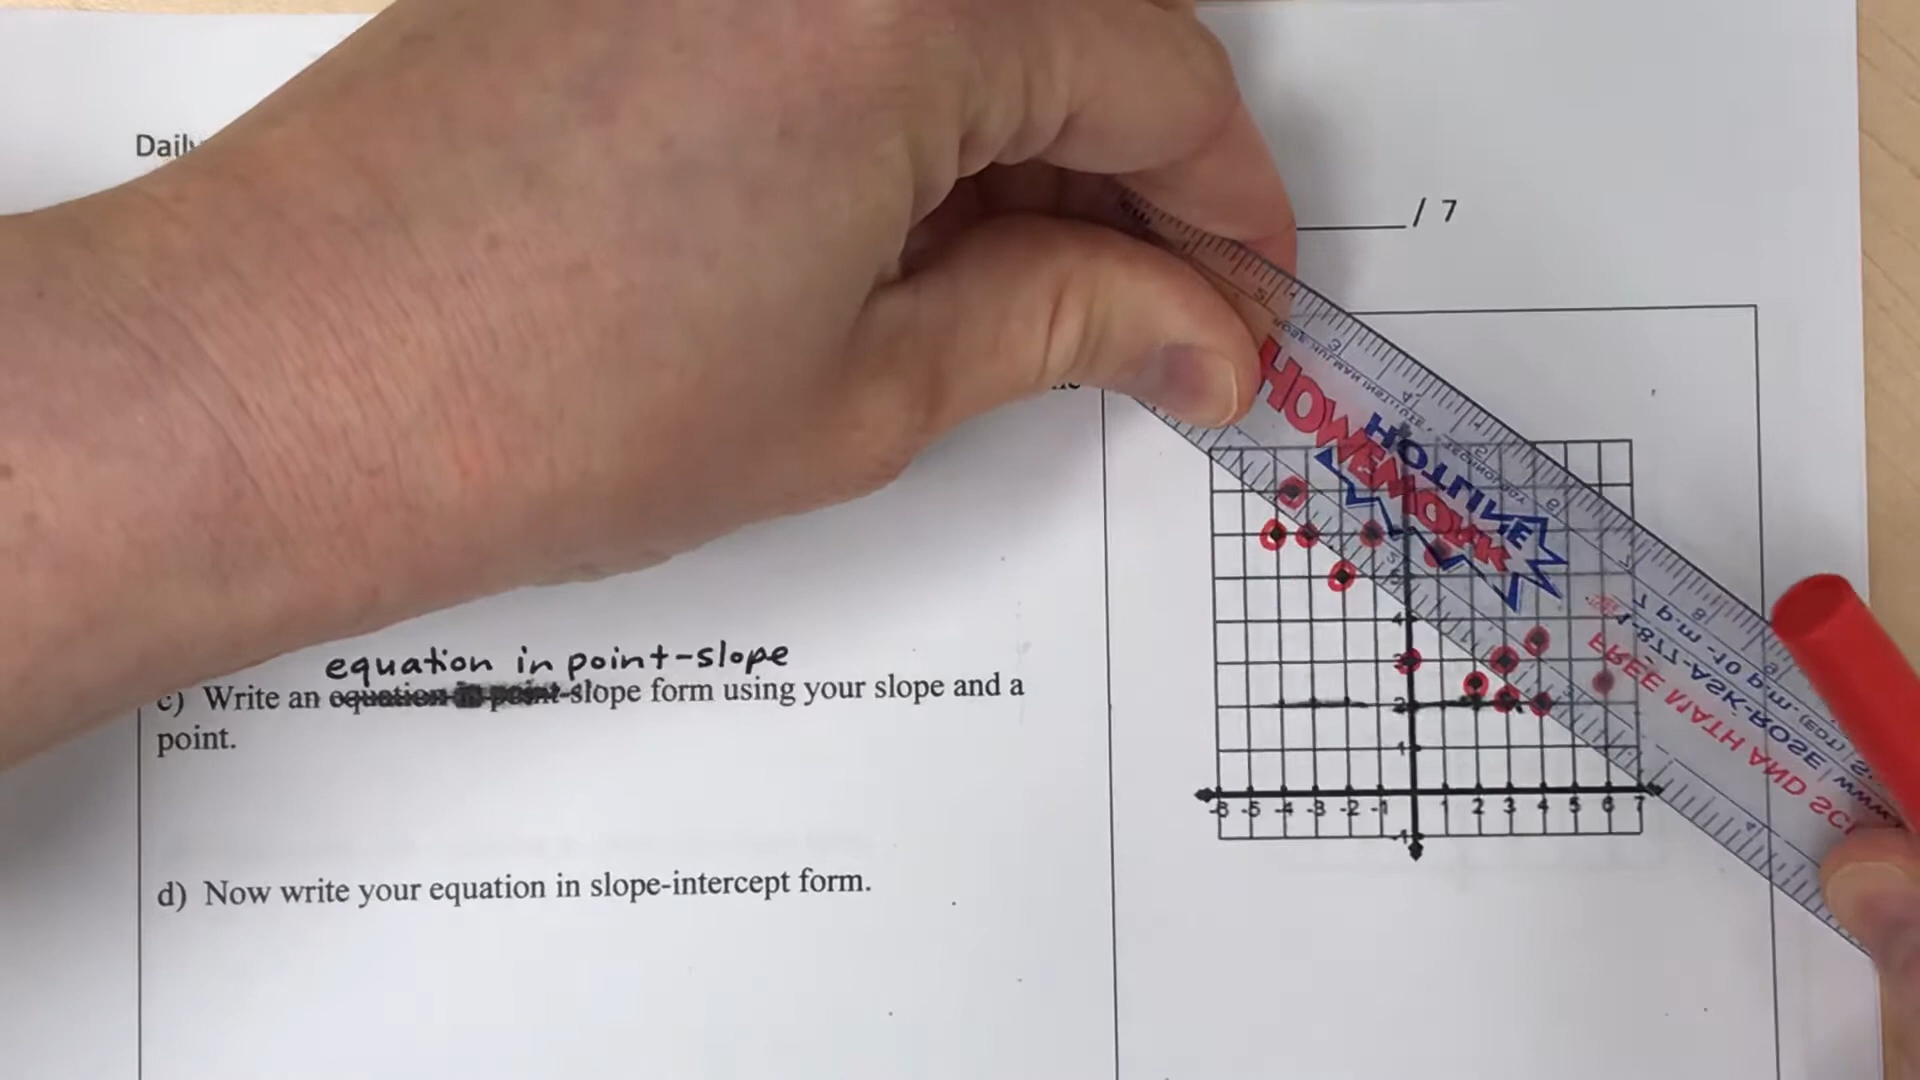 / 7
HOMEWORK
HOTLINE
FREE MATH AND SCI
1-877-ASK-ROSE | www.
7 p.m. -10 p.m. (EDT)
equation in point-slope
c) Write an equation in point-slope form using your slope and a
point.
d) Now write your equation in slope-intercept form.
4
3
2
1
-1
-6 -5 -4 -3 -2 -1 1 2 3 4 5 6 7